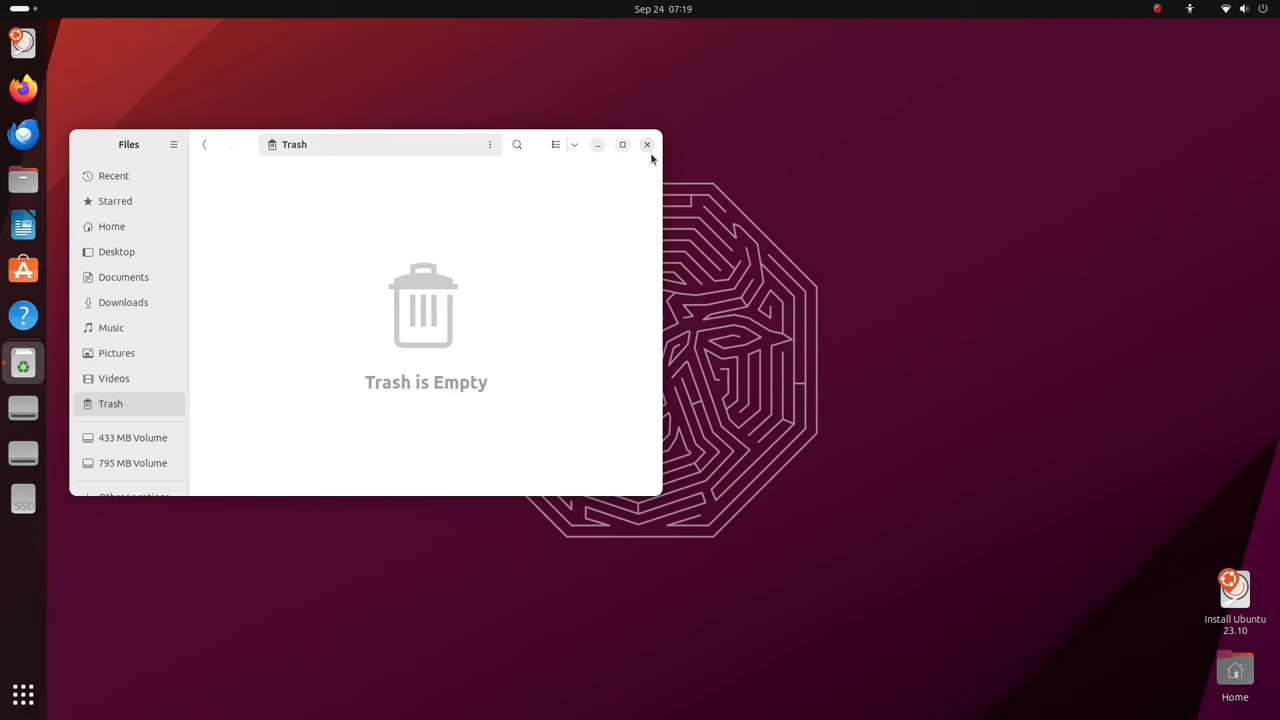 Sep 24 07:19
Files
Trash
Recent
Starred
Home
Desktop
Documents
Downloads
Music
Pictures
Videos
Trash
433 MB Volume
795 MB Volume
Trash is Empty
SSD
Install Ubuntu
23.10
Home